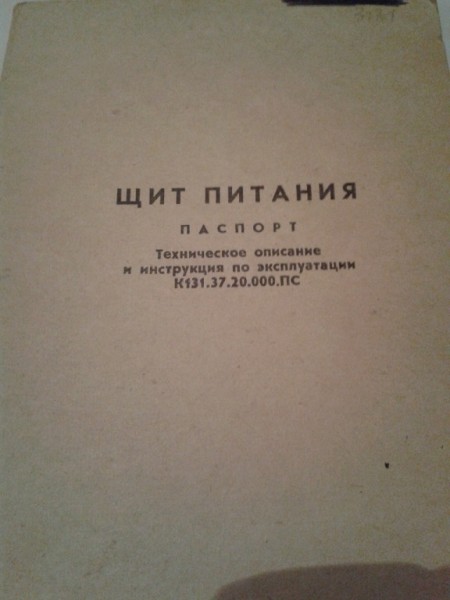 ЩИТ ПИТАНИЯ
ПАСПОРТ
Техническое описание
и инструкция по эксплуатации
К131.37.20.000.ПС